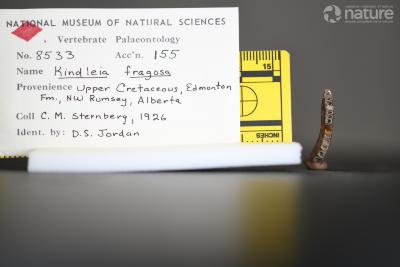 NATIONAL MUSEUM OF NATURAL SCIENCES
Vertebrate Palaeontology
No. 8533 Acc'n. 155
Name Kindleia fragosa
Provenience Upper Cretaceous, Edmonton
Fm., NW Rumsey, Alberta
Coll C.M. Sternberg, 1926
Ident. by: D.S. Jordan
15
INCHES
nature